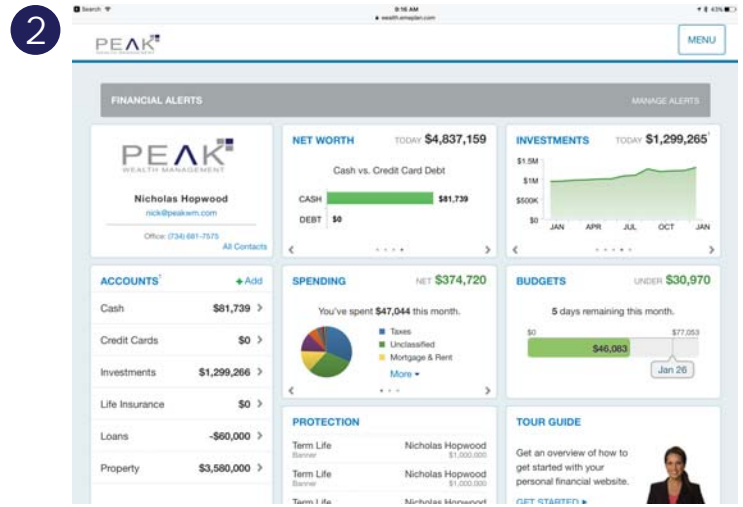 2
Search
9:16 AM
wealth.emaplan.com
43%
PEAK
WEALTH MANAGEMENT
MENU
FINANCIAL ALERTS
MANAGE ALERTS
PEAK
WEALTH MANAGEMENT
Nicholas Hopwood
nick@peakwm.com
Office: (734) 681-7575
All Contacts
NET WORTH TODAY $4,837,159
Cash vs. Credit Card Debt
CASH $81,739
DEBT $0
INVESTMENTS TODAY $1,299,265
$1.5M
$1M
$500K
$0
JAN APR JUL OCT JAN
ACCOUNTS + Add
Cash $81,739 >
Credit Cards $0 >
Investments $1,299,266 >
Life Insurance $0 >
Loans -$60,000 >
Property $3,580,000 >
SPENDING NET $374,720
You've spent $47,044 this month.
Taxes
Unclassified
Mortgage & Rent
More
BUDGETS UNDER $30,970
5 days remaining this month.
$0 $77,053
$46,083
Jan 26
PROTECTION
Term Life Nicholas Hopwood
Banner $1,000,000
Term Life Nicholas Hopwood
Banner $1,000,000
Term Life Nicholas Hopwood
TOUR GUIDE
Get an overview of how to
get started with your
personal financial website.
GET STARTED